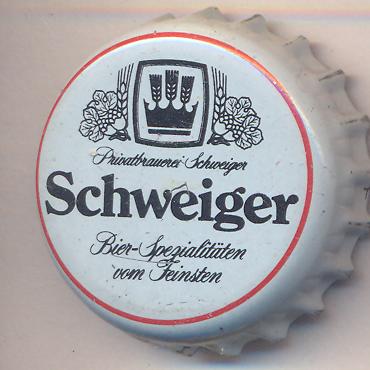 Privatbrauerei Schweiger
Schweiger
Bier-Spezialitäten
vom Feinsten